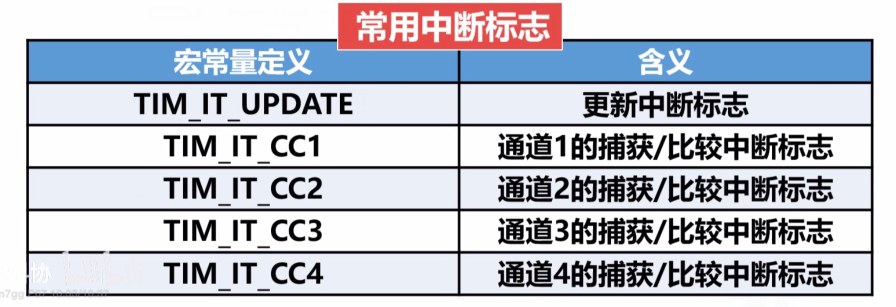 常用中断标志
宏常量定义 含义
TIM_IT_UPDATE 更新中断标志
TIM_IT_CC1 通道1的捕获/比较中断标志
TIM_IT_CC2 通道2的捕获/比较中断标志
TIM_IT_CC3 通道3的捕获/比较中断标志
TIM_IT_CC4 通道4的捕获/比较中断标志